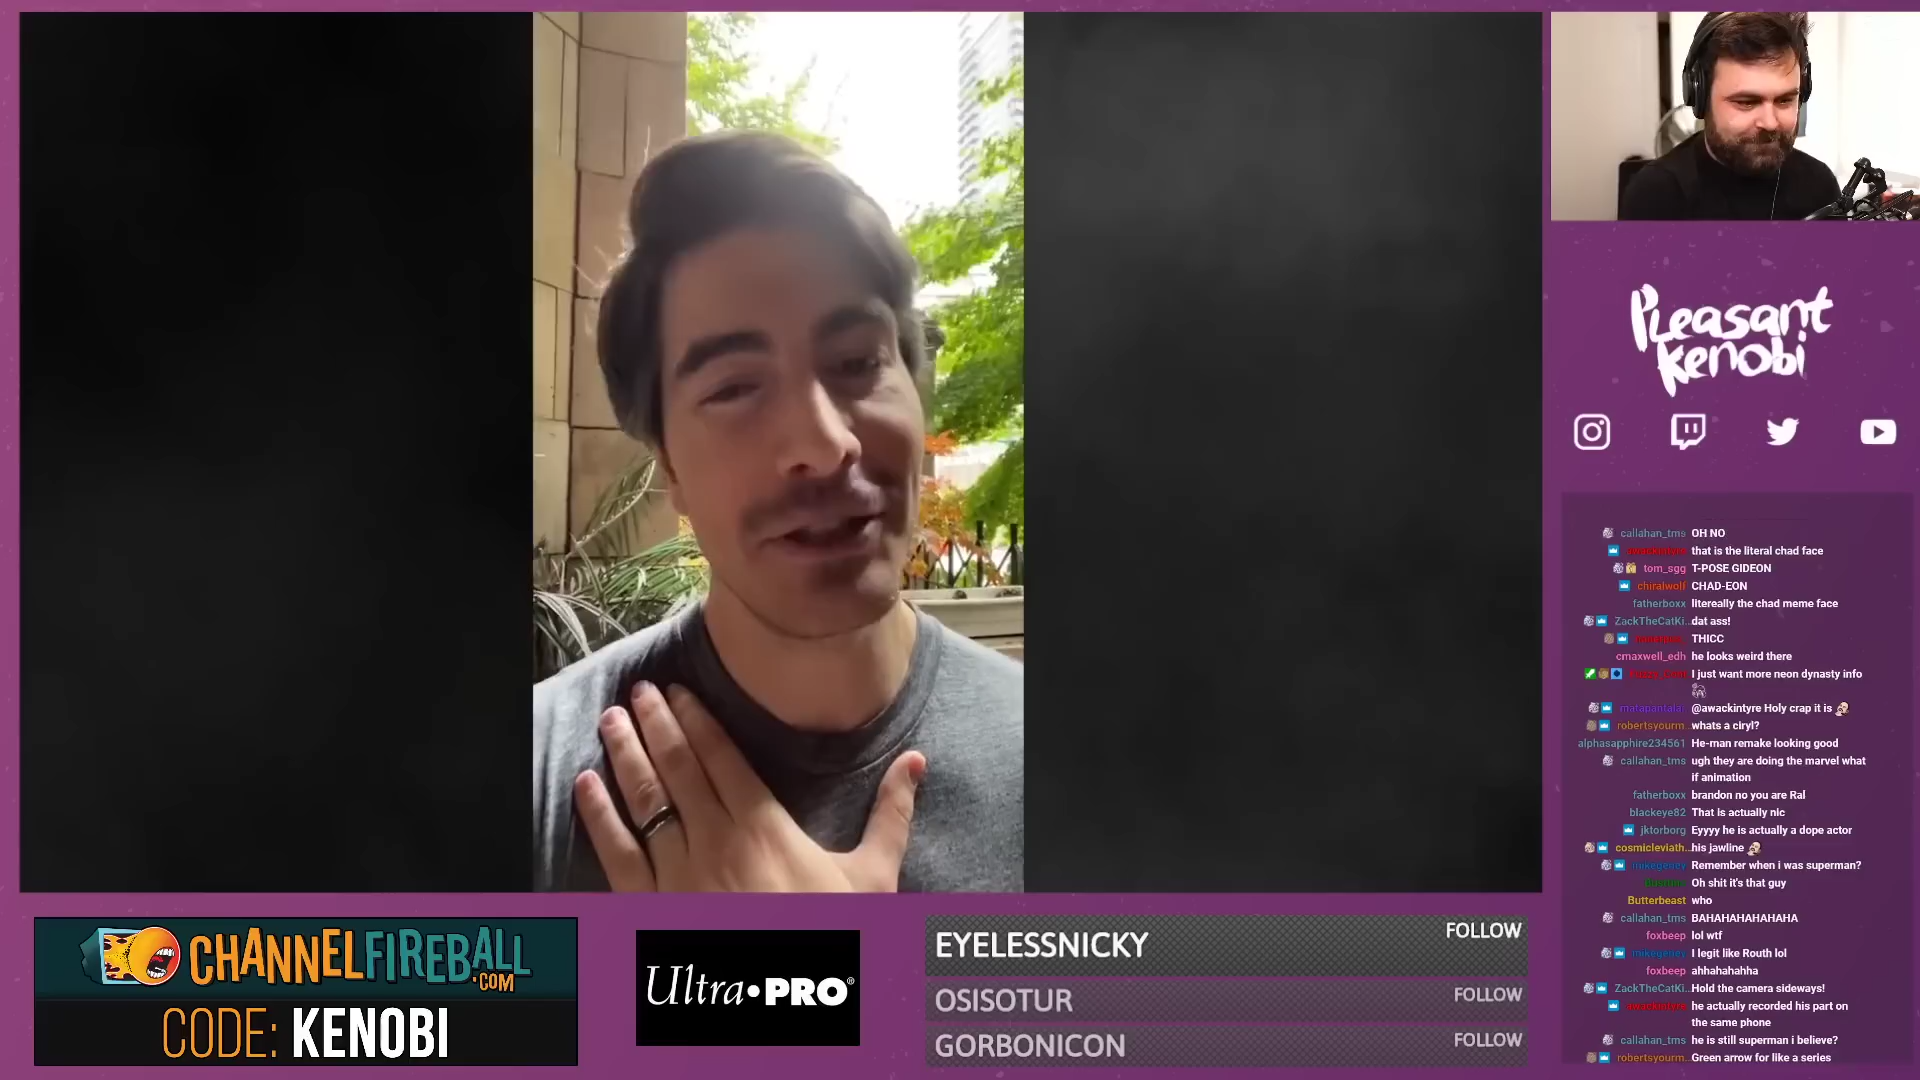 Pleasant
Kenobi
callahan_tms OH NO
that is the literal chad face
tom_sgg T-POSE GIDEON
chiralwolf CHAD-EON
fatherboxx litereally the chad meme face
ZackTheCatKi.. dat ass!
THICC
cmaxwell_edh he looks weird there
I just want more neon dynasty info
@awackintyre Holy crap it is
robertsyourm.. whats a ciryl?
alphasapphire234561 He-man remake looking good
callahan_tms ugh they are doing the marvel what
if animation
fatherboxx brandon no you are Ral
blackeye82 That is actually nic
jktorborg Eyyyy he is actually a dope actor
cosmicleviath.. his jawline
mikegeney Remember when i was superman?
Oh shit it's that guy
Butterbeast who
callahan_tms BAHAHAHAHAHAHA
foxbeep lol wtf
mikegeney I legit like Routh lol
foxbeep ahhahahahha
ZackTheCatKi.. Hold the camera sideways!
awackintyre he actually recorded his part on
the same phone
callahan_tms he is still superman i believe?
robertsyourm.. Green arrow for like a series
CHANNELFIREBALL
.COM
CODE: KENOBI
Ultra•PRO®
EYELESSNICKY FOLLOW
OSISOTUR FOLLOW
GORBONICON FOLLOW